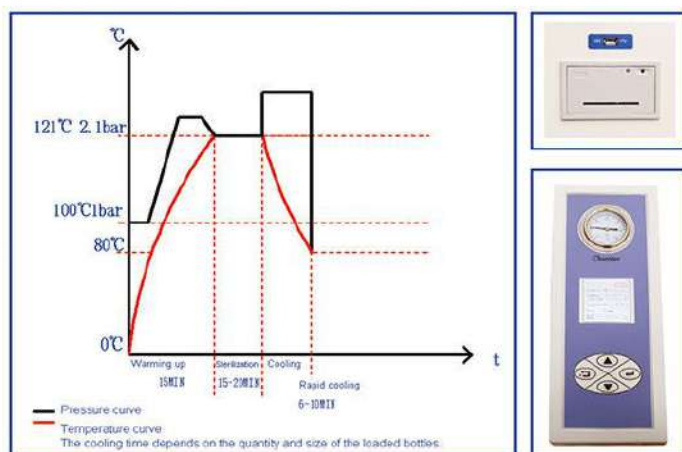 ℃
121℃ 2.1bar
100℃1bar
80℃
0℃
t
Warming up
15MIN
Sterilization
15-20MIN
Cooling
Rapid cooling
6-10MIN
Pressure curve
Temperature curve
The cooling time depends on the quantity and size of the loaded bottles.
Chamber